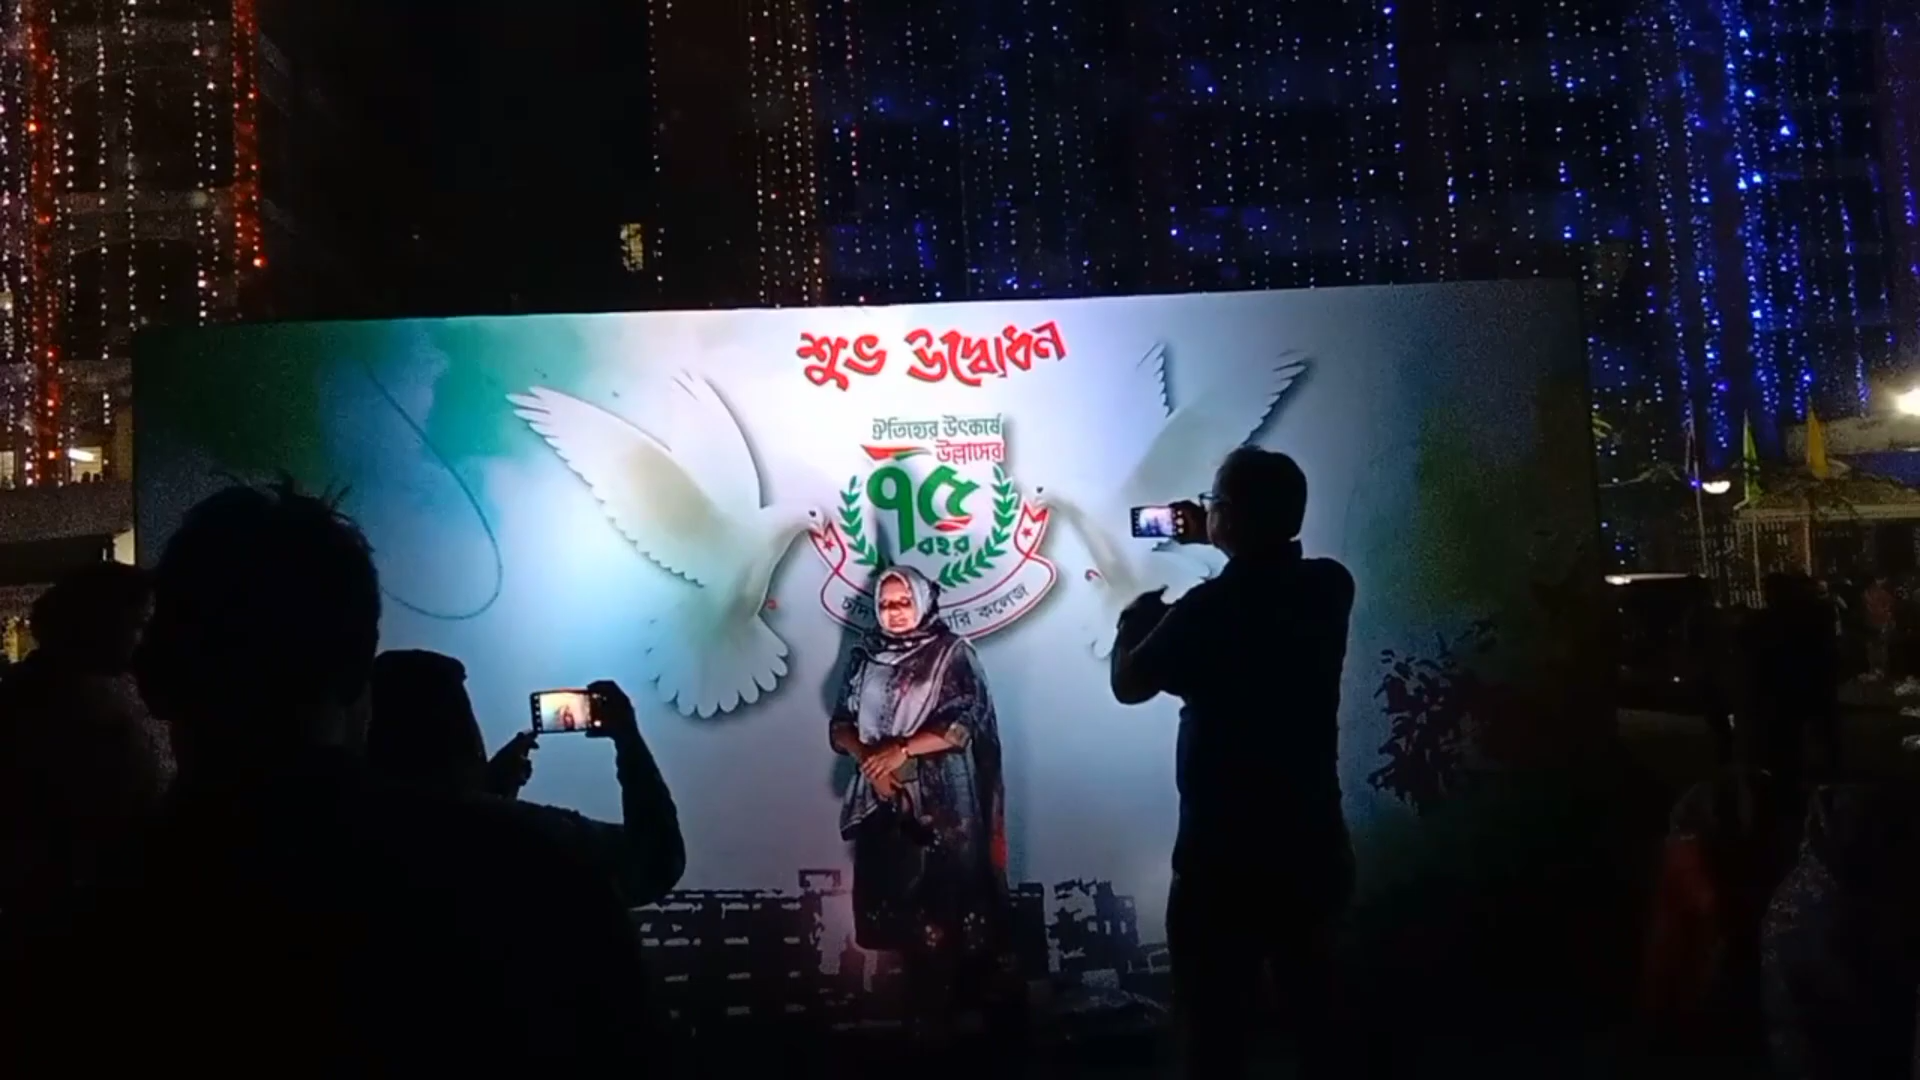 শুভ উদ্বোধন
ঐতিহ্যের উৎকর্ষে
উল্লাসের
৭৫
বছর
কলেজ